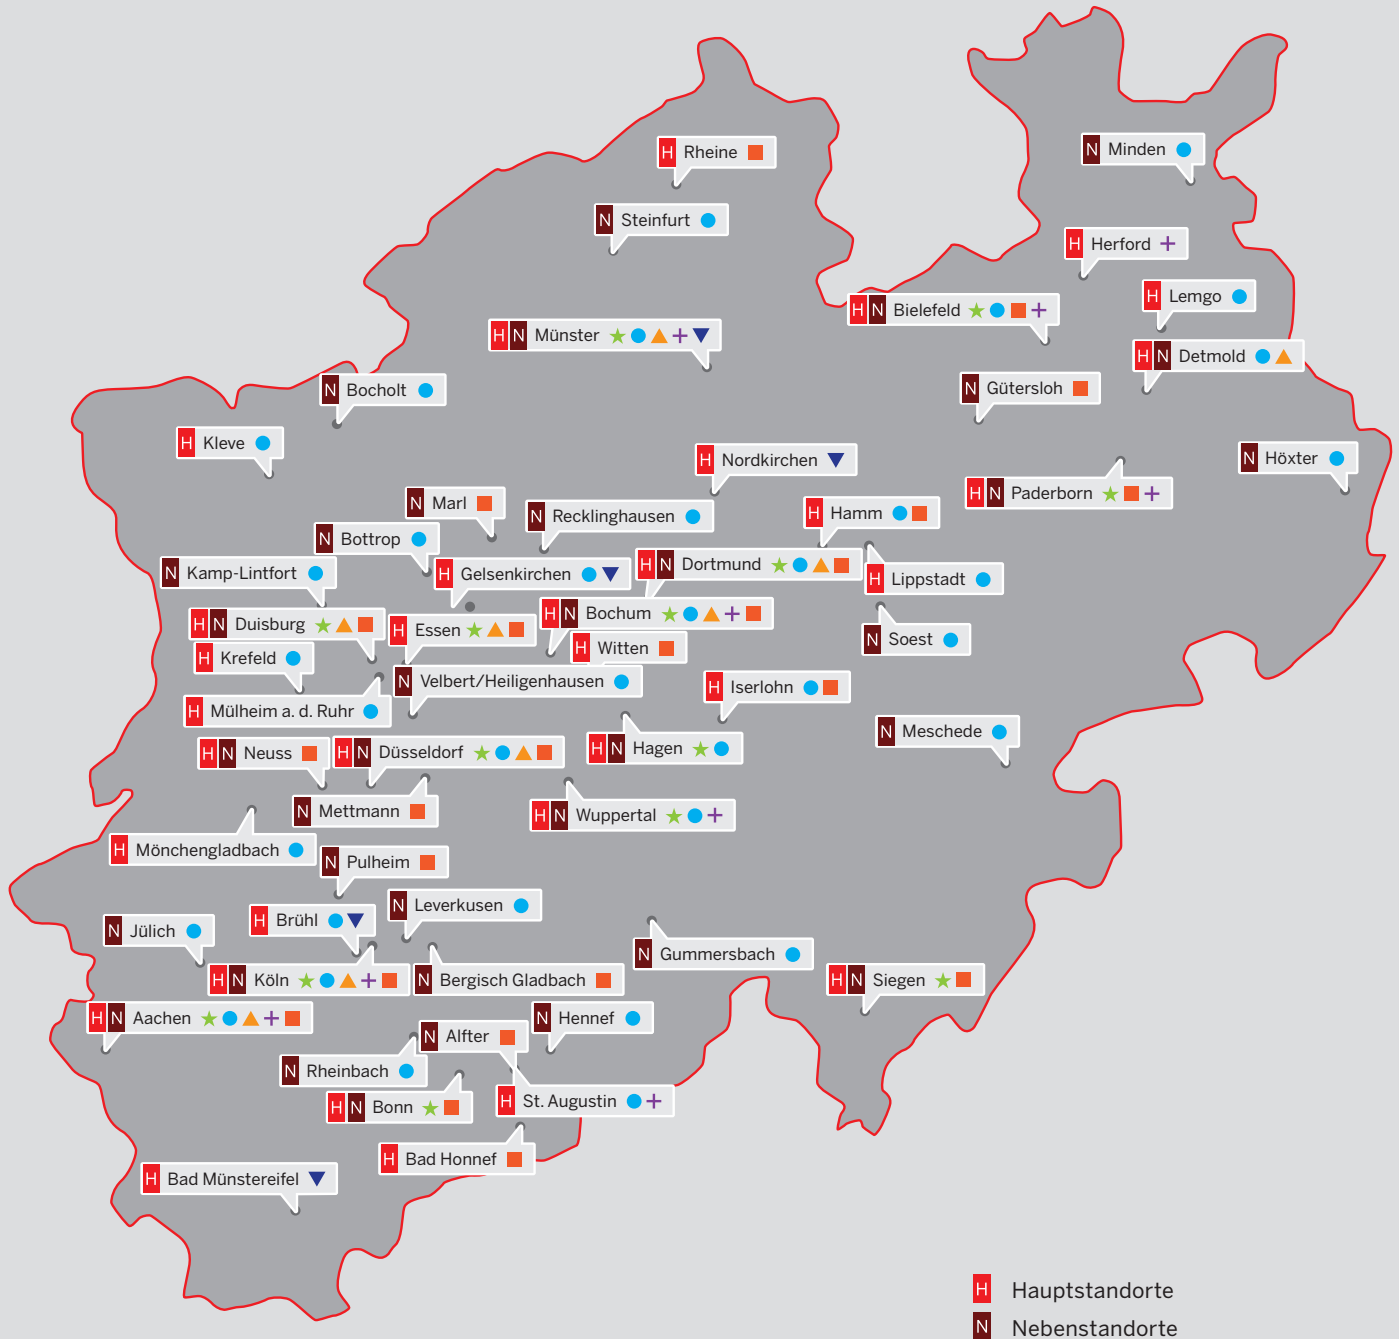 H Rheine
N Minden
N Steinfurt
H Herford
H Lemgo
H N Bielefeld
H N Münster
H N Detmold
N Bocholt
N Gütersloh
H Kleve
H Nordkirchen
N Höxter
H N Paderborn
N Marl
N Recklinghausen
H Hamm
N Bottrop
H N Dortmund
N Kamp-Lintfort
H Gelsenkirchen
H Lippstadt
H N Bochum
H N Duisburg
H Essen
N Soest
H Witten
H Krefeld
N Velbert/Heiligenhausen
H Iserlohn
H Mülheim a. d. Ruhr
N Meschede
H N Hagen
H N Neuss
H N Düsseldorf
N Mettmann
H N Wuppertal
H Mönchengladbach
N Pulheim
N Leverkusen
H Brühl
N Jülich
N Gummersbach
H N Köln
N Bergisch Gladbach
H N Siegen
H N Aachen
N Hennef
N Alfter
N Rheinbach
H St. Augustin
H N Bonn
H Bad Honnef
H Bad Münstereifel
H Hauptstandorte
N Nebenstandorte